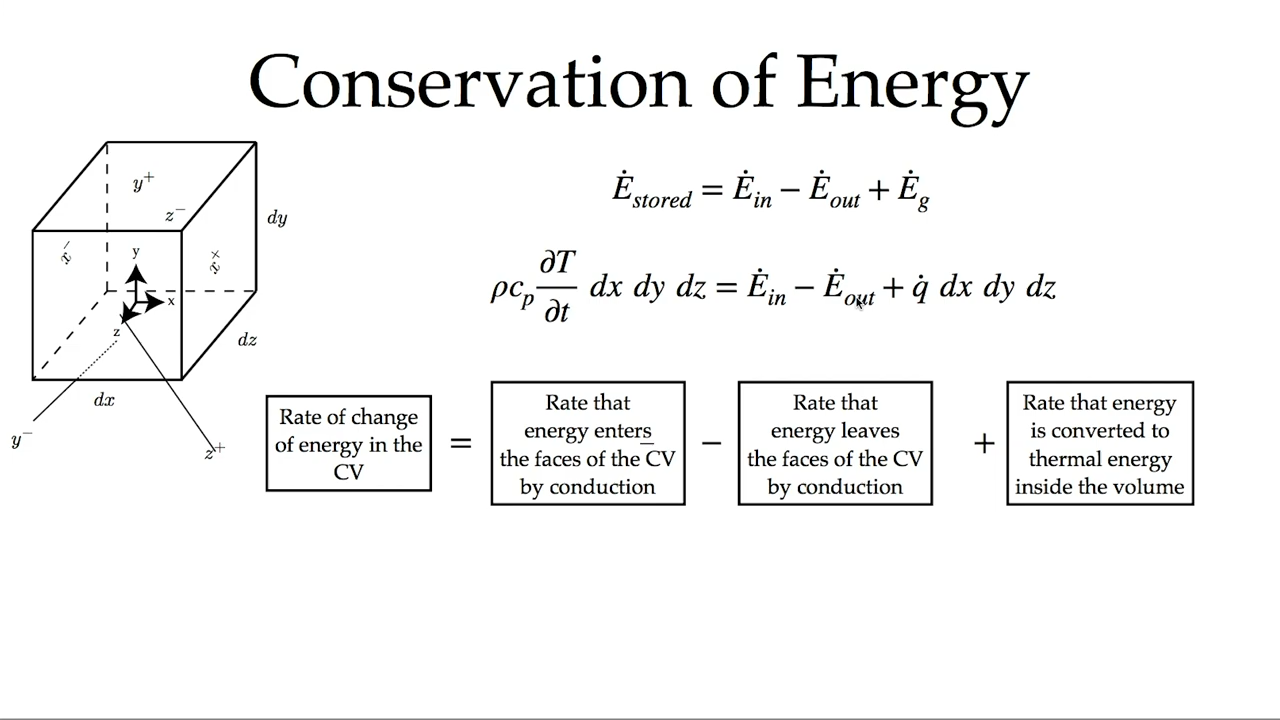 Conservation of Energy
Ė_stored = Ė_in − Ė_out + Ė_g
ρc_p ∂T/∂t dx dy dz = Ė_in − Ė_out + q̇ dx dy dz
y⁺
z⁻
dy
x⁻
y
x⁺
x
z
dz
dx
y⁻
z⁺
Rate of change
of energy in the
CV
=
Rate that
energy enters
the faces of the CV
by conduction
−
Rate that
energy leaves
the faces of the CV
by conduction
+
Rate that energy
is converted to
thermal energy
inside the volume